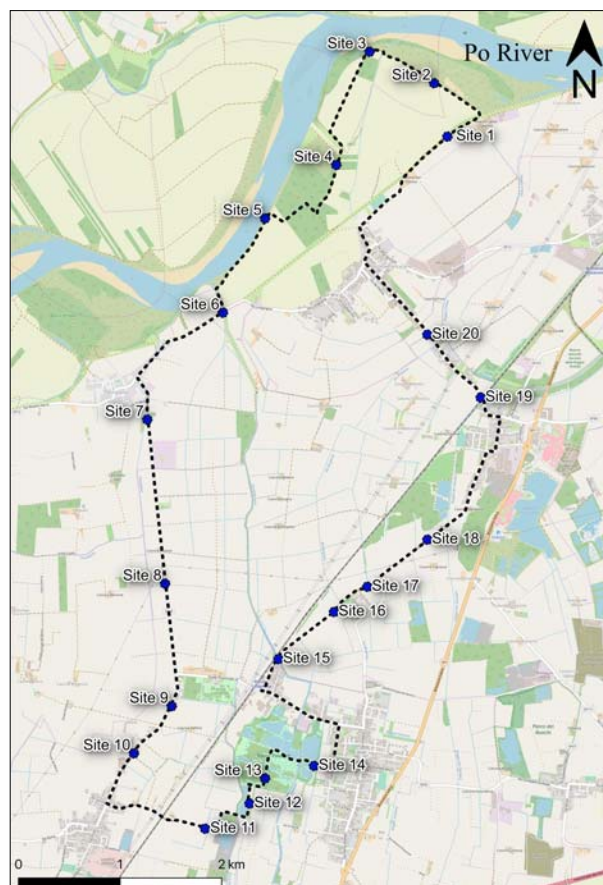 Site 3
Po River
Site 2
N
Site 1
Site 4
Site 5
Site 6
Site 20
Site 19
Site 7
Site 18
Site 8
Site 17
Site 16
Site 15
Site 9
Site 10
Site 14
Site 13
Site 12
Site 11
0
1
2 km